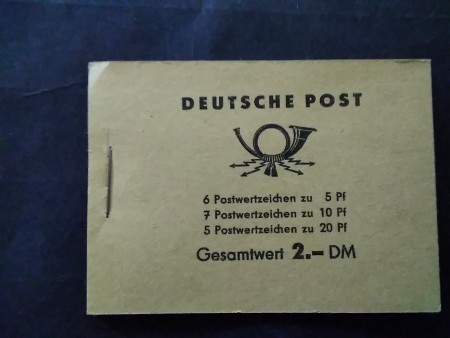 DEUTSCHE POST
6 Postwertzeichen zu 5 Pf
7 Postwertzeichen zu 10 Pf
5 Postwertzeichen zu 20 Pf
Gesamtwert 2.– DM